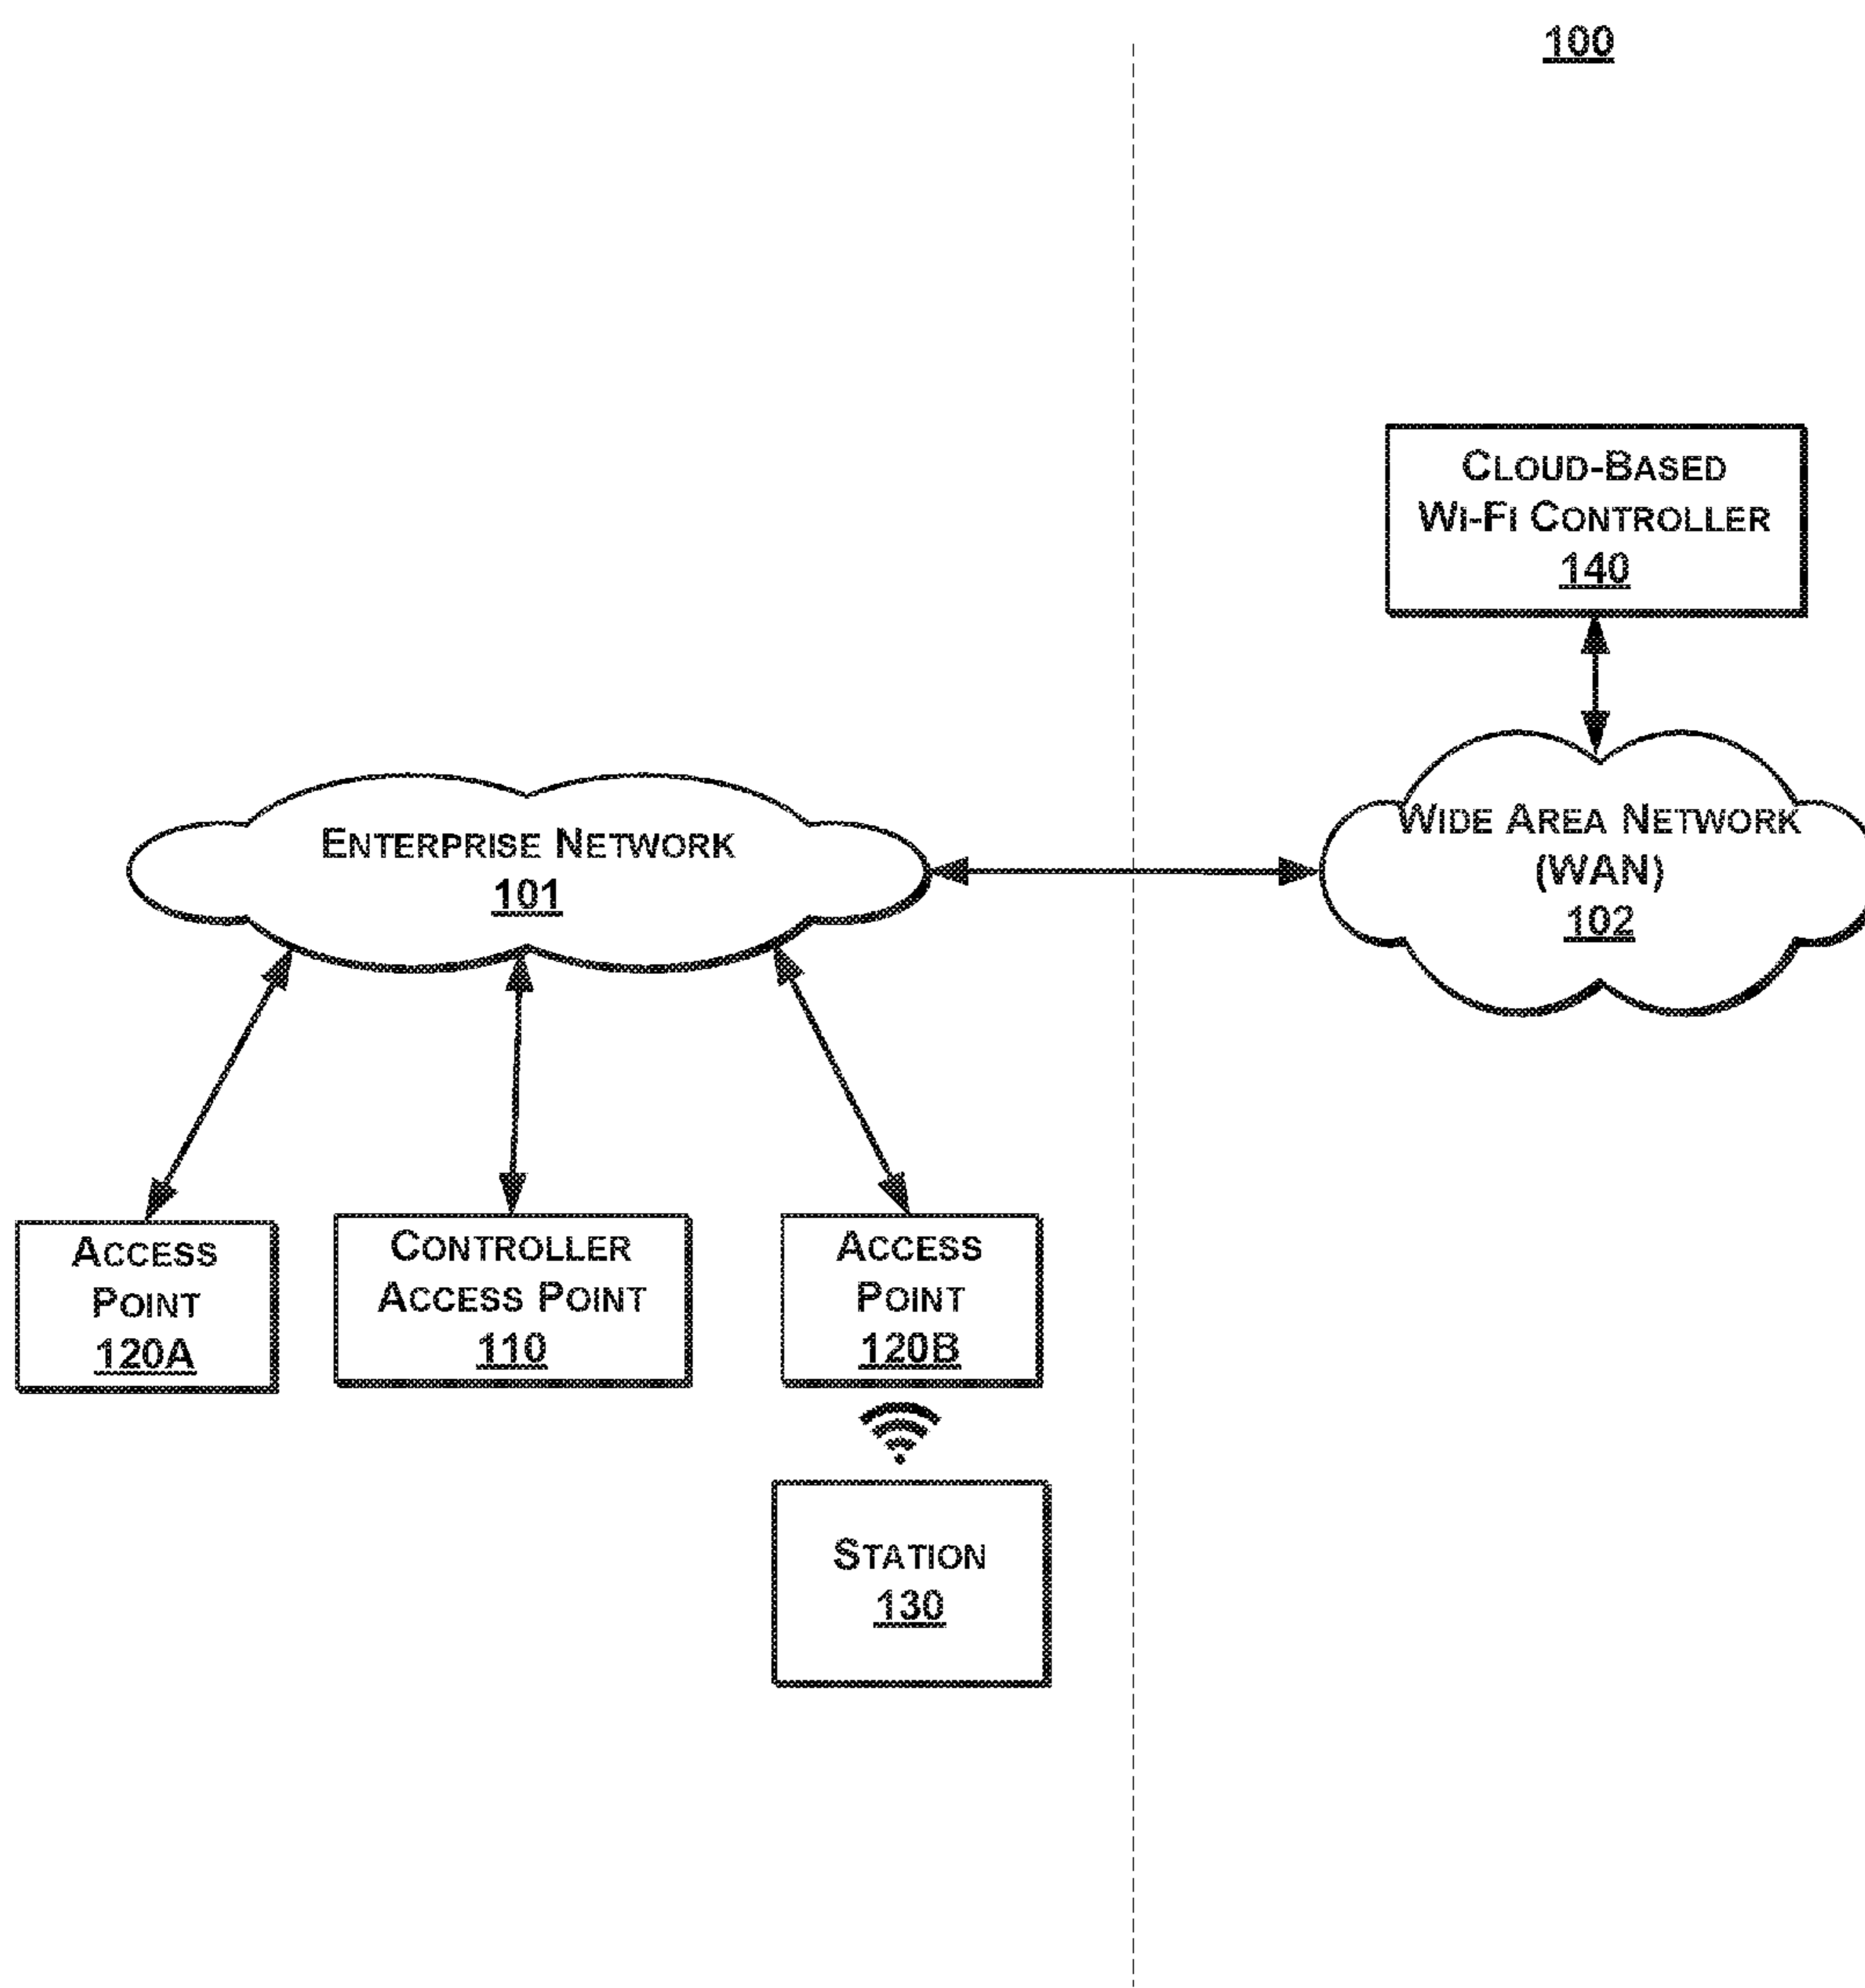 100
CLOUD-BASED
WI-FI CONTROLLER
140
WIDE AREA NETWORK
(WAN)
102
ENTERPRISE NETWORK
101
ACCESS
POINT
120A
CONTROLLER
ACCESS POINT
110
ACCESS
POINT
120B
STATION
130